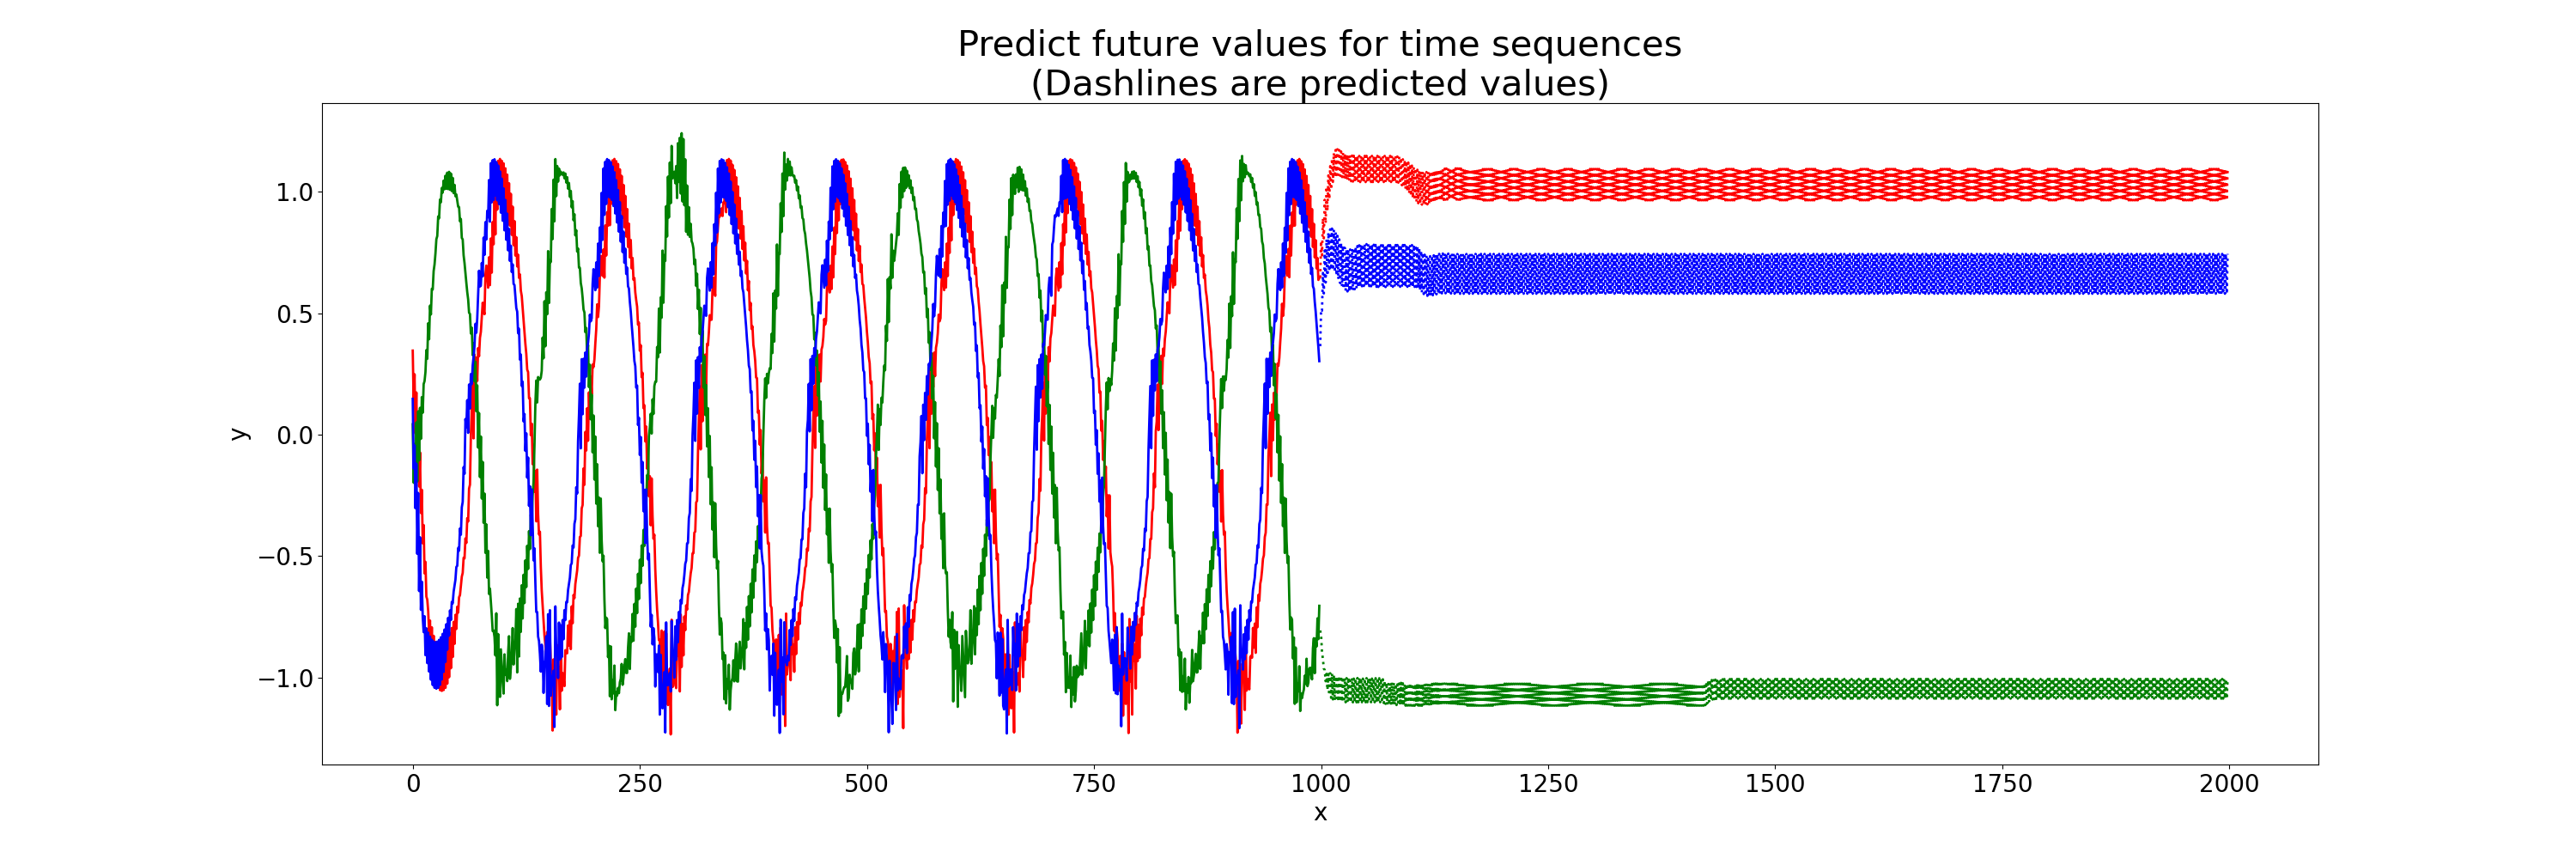 Predict future values for time sequences
(Dashlines are predicted values)
1.0
0.5
0.0
−0.5
−1.0
y
0 250 500 750 1000 1250 1500 1750 2000
x